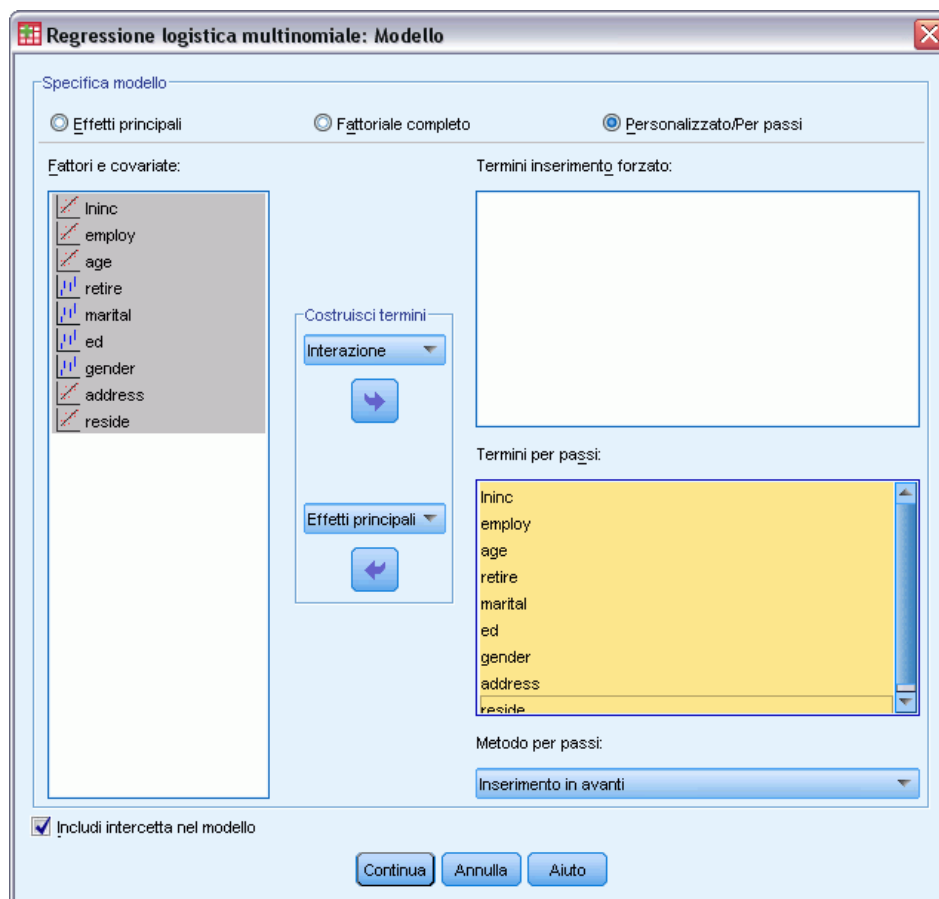 Regressione logistica multinomiale: Modello
Specifica modello
Effetti principali
Fattoriale completo
Personalizzato/Per passi
Fattori e covariate:
lninc
employ
age
retire
marital
ed
gender
address
reside
Costruisci termini
Interazione
Effetti principali
Termini inserimento forzato:
Termini per passi:
lninc
employ
age
retire
marital
ed
gender
address
reside
Metodo per passi:
Inserimento in avanti
Includi intercetta nel modello
Continua
Annulla
Aiuto